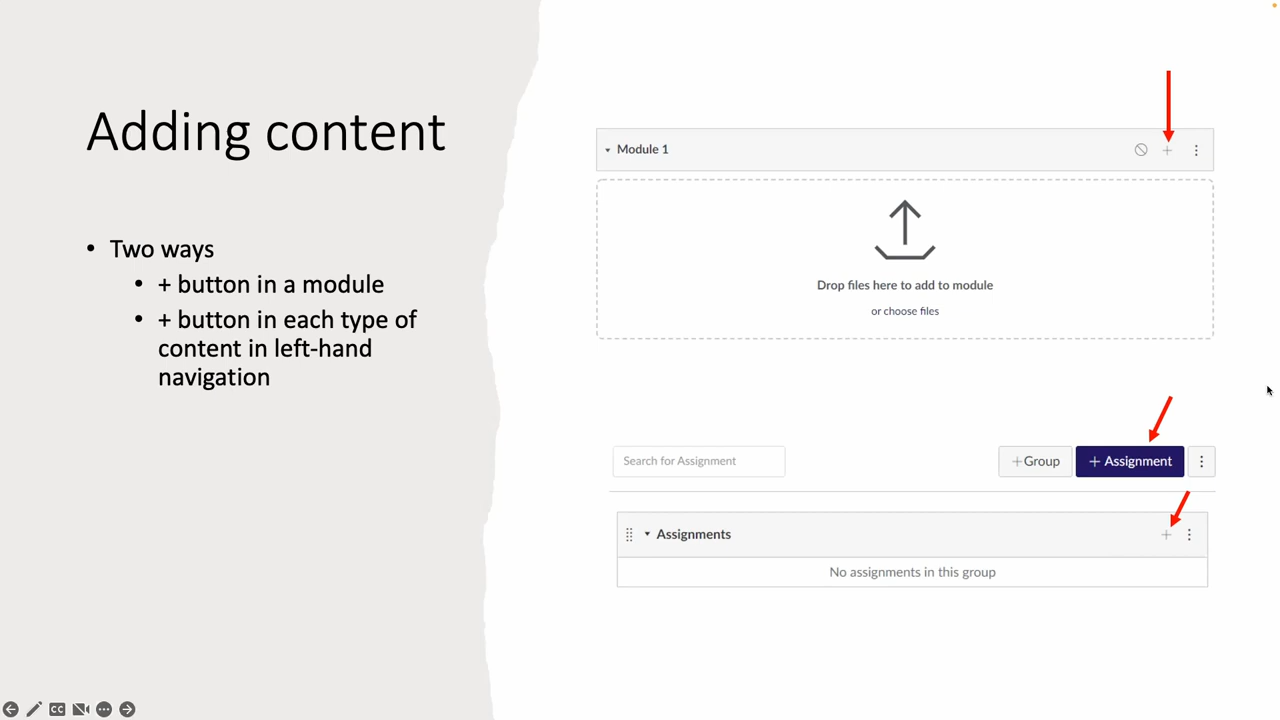 Adding content
• Two ways
• + button in a module
• + button in each type of
content in left-hand
navigation
Module 1
Drop files here to add to module
or choose files
Search for Assignment
+Group
+ Assignment
Assignments
No assignments in this group
CC